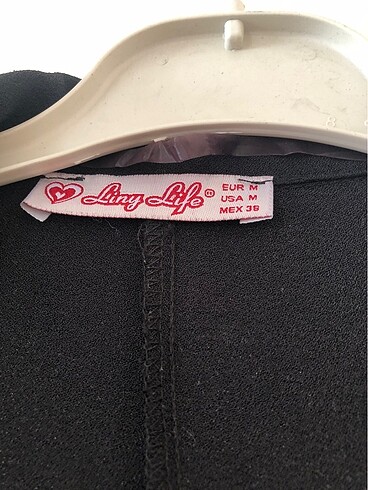 Liny Life®
EUR M
USA M
MEX 38